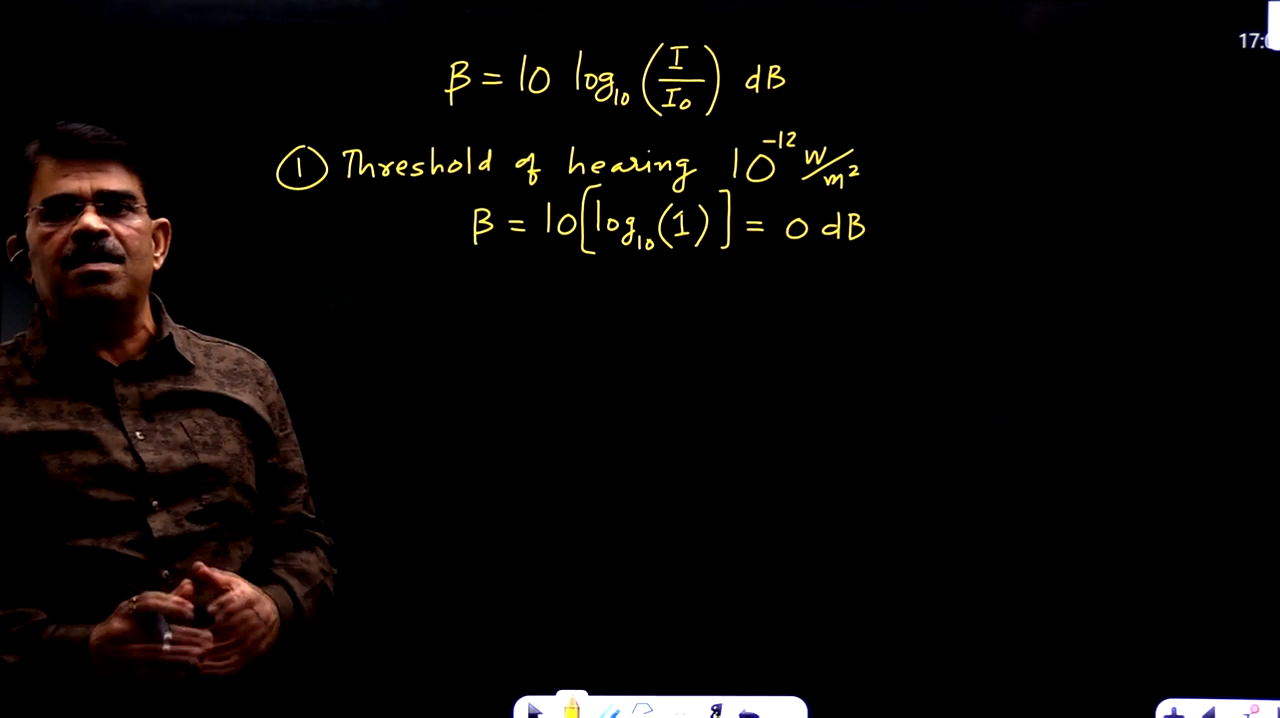 β = 10 log₁₀ (I/I₀) dB
① Threshold of hearing 10⁻¹² W/m²
β = 10[log₁₀(1)] = 0 dB